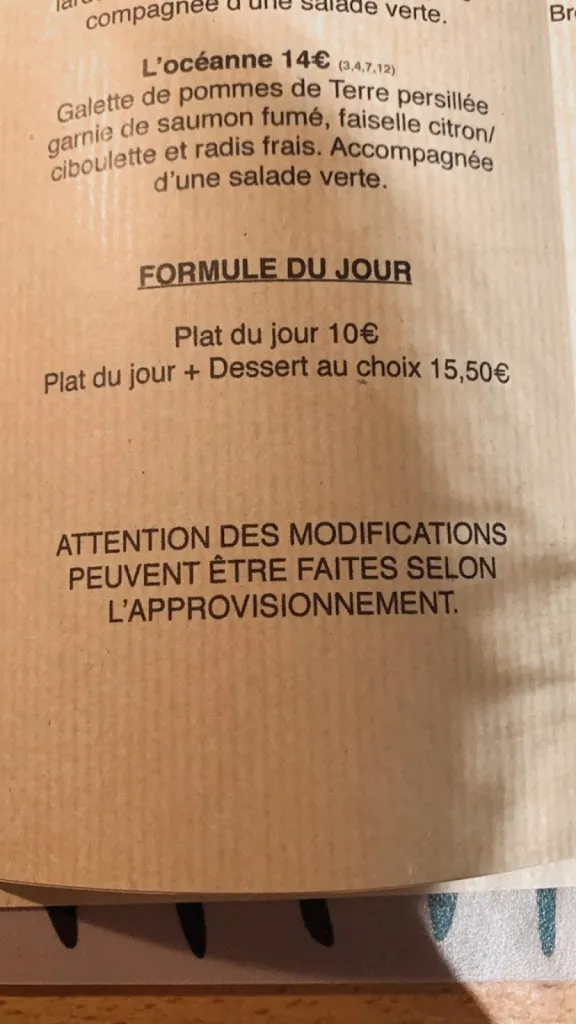 compagnée d'une salade verte.
Br
L'océanne 14€ (3,4,7,12)
Galette de pommes de Terre persillée
garnie de saumon fumé, faiselle citron/
ciboulette et radis frais. Accompagnée
d'une salade verte.
FORMULE DU JOUR
Plat du jour 10€
Plat du jour + Dessert au choix 15,50€
ATTENTION DES MODIFICATIONS
PEUVENT ÊTRE FAITES SELON
L'APPROVISIONNEMENT.